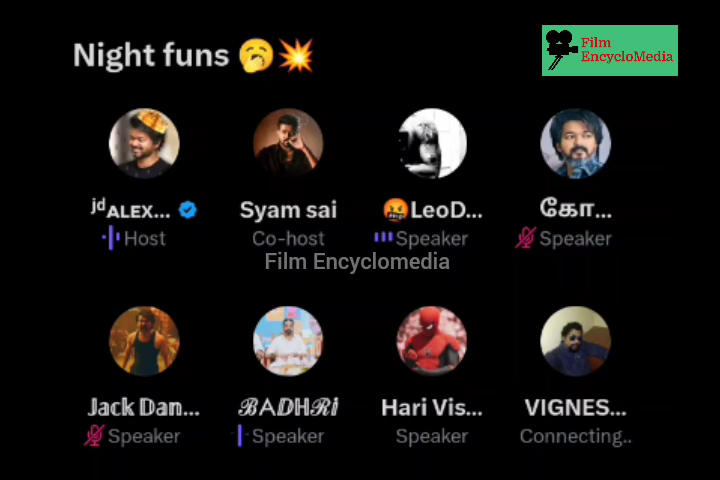 Night funs 🥱💥
Film
EncycloMedia
ʲᵈᴀʟᴇx... Syam sai 🤬LeoD... கோ...
Host Co-host Speaker Speaker
Film Encyclomedia
𝕁𝕒𝕔𝕜 𝔻𝕒𝕟... ℬADHℛi Hari Vis... VIGNES...
Speaker Speaker Speaker Connecting..